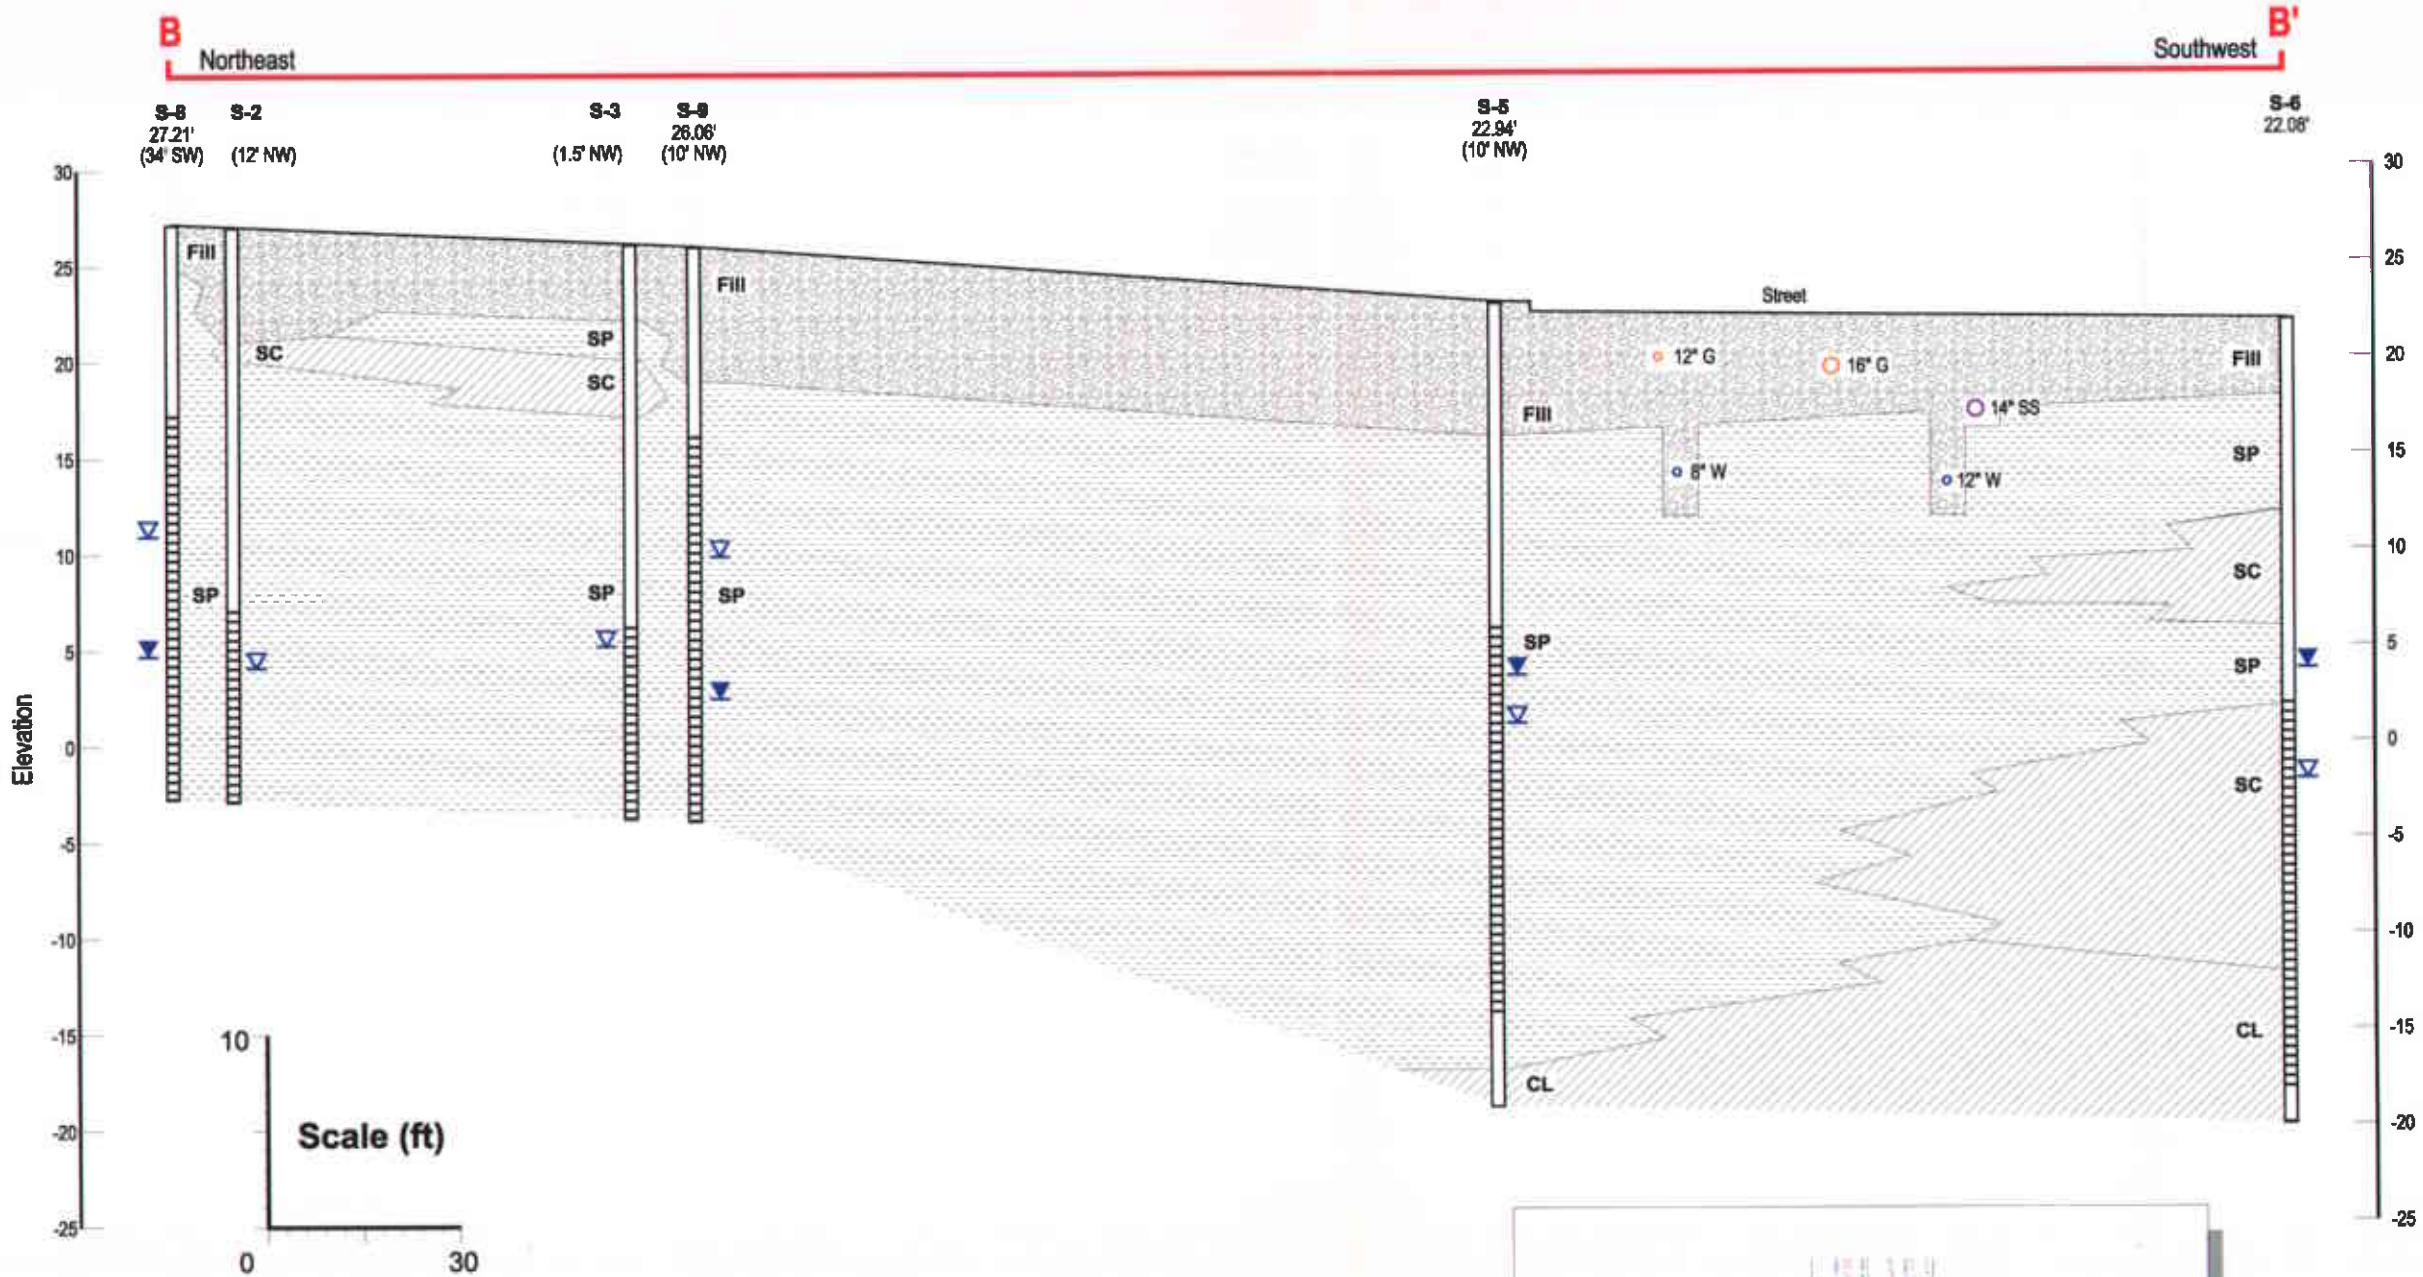 B B'
Northeast Southwest
S-8 S-2 S-3 S-9 S-5 S-6
27.21' 26.06' 22.94' 22.08'
(34' SW) (12' NW) (1.5' NW) (10' NW) (10' NW)
30 30
Fill
25 Fill 25
Street
SP 12" G Fill
SC 16" G
20 SC 20
Fill 14" SS
15 SP 15
8" W 12" W
10 10
SC
SP SP SP
5 SP SP 5
Elevation
0 0
SC
-5 -5
-10 -10
-15 CL -15
10
CL
-20 Scale (ft) -20
-25 -25
0 30